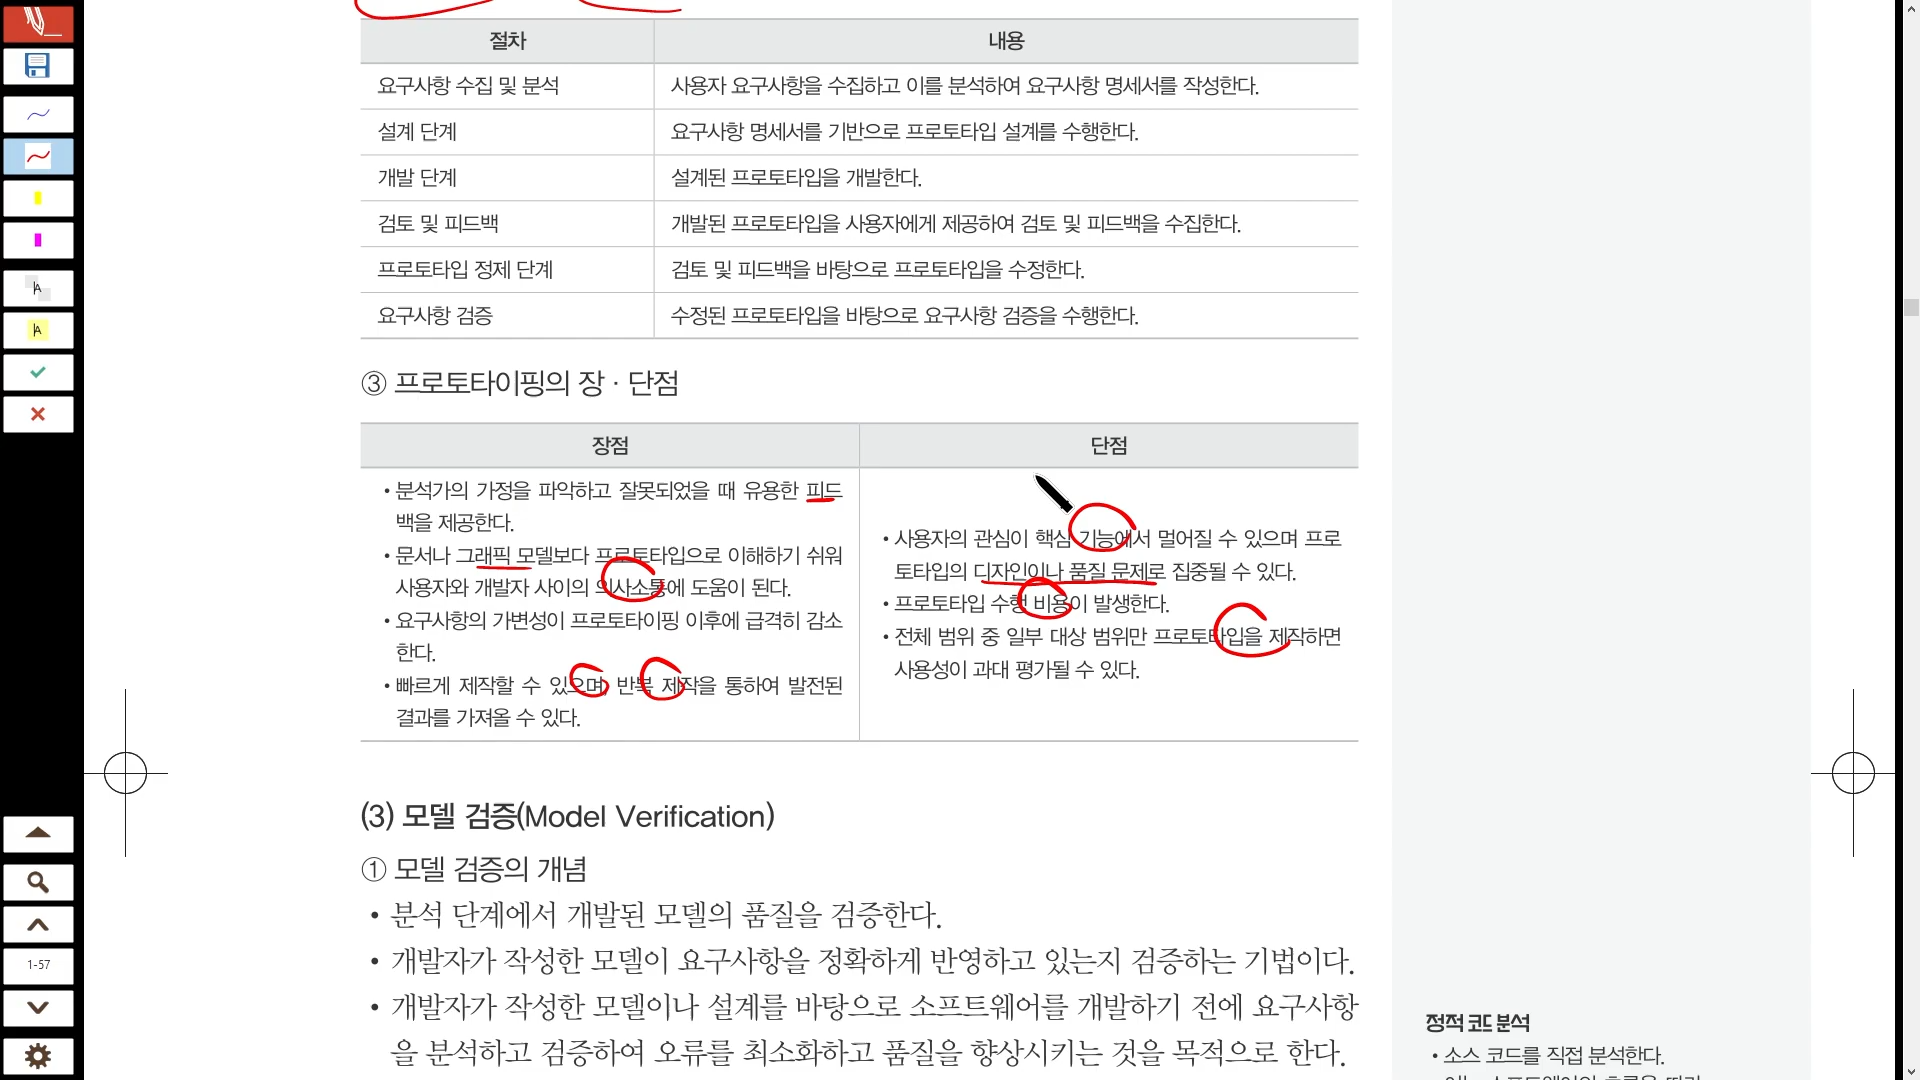 절차 내용
요구사항 수집 및 분석 사용자 요구사항을 수집하고 이를 분석하여 요구사항 명세서를 작성한다.
설계 단계 요구사항 명세서를 기반으로 프로토타입 설계를 수행한다.
개발 단계 설계된 프로토타입을 개발한다.
검토 및 피드백 개발된 프로토타입을 사용자에게 제공하여 검토 및 피드백을 수집한다.
프로토타입 정제 단계 검토 및 피드백을 바탕으로 프로토타입을 수정한다.
요구사항 검증 수정된 프로토타입을 바탕으로 요구사항 검증을 수행한다.
③ 프로토타이핑의 장 · 단점
장점 단점
• 분석가의 가정을 파악하고 잘못되었을 때 유용한 피드
백을 제공한다.
• 문서나 그래픽 모델보다 프로토타입으로 이해하기 쉬워
사용자와 개발자 사이의 의사소통에 도움이 된다.
• 요구사항의 가변성이 프로토타이핑 이후에 급격히 감소
한다.
• 빠르게 제작할 수 있으며, 반복 제작을 통하여 발전된
결과를 가져올 수 있다.
• 사용자의 관심이 핵심 기능에서 멀어질 수 있으며 프로
토타입의 디자인이나 품질 문제로 집중될 수 있다.
• 프로토타입 수행 비용이 발생한다.
• 전체 범위 중 일부 대상 범위만 프로토타입을 제작하면
사용성이 과대 평가될 수 있다.
(3) 모델 검증(Model Verification)
① 모델 검증의 개념
• 분석 단계에서 개발된 모델의 품질을 검증한다.
• 개발자가 작성한 모델이 요구사항을 정확하게 반영하고 있는지 검증하는 기법이다.
• 개발자가 작성한 모델이나 설계를 바탕으로 소프트웨어를 개발하기 전에 요구사항
을 분석하고 검증하여 오류를 최소화하고 품질을 향상시키는 것을 목적으로 한다.
정적 코드 분석
• 소스 코드를 직접 분석한다.
A
A
1-57